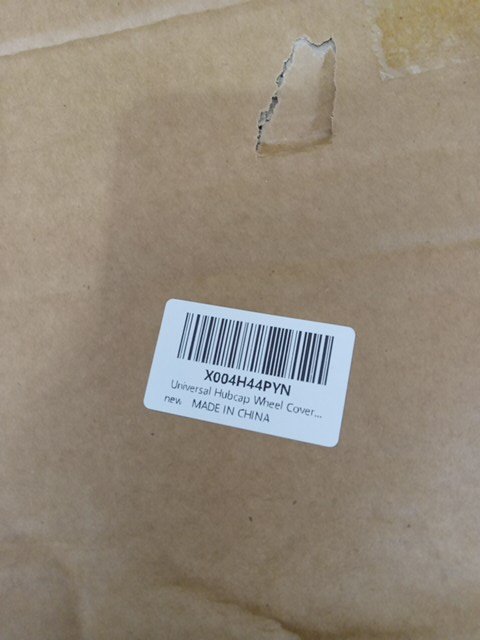 X004H44PYN
Universal Hubcap Wheel Cover...
new MADE IN CHINA